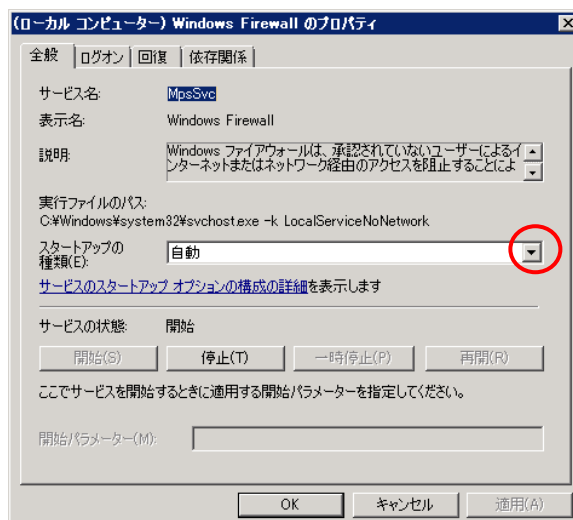 (ローカル コンピューター) Windows Firewall のプロパティ
全般 ログオン 回復 依存関係
サービス名: MpsSvc
表示名: Windows Firewall
説明: Windows ファイアウォールは、承認されていないユーザーによるイ
ンターネットまたはネットワーク経由のアクセスを阻止することによ
実行ファイルのパス:
C:¥Windows¥system32¥svchost.exe -k LocalServiceNoNetwork
スタートアップの
種類(E): 自動
サービスのスタートアップ オプションの構成の詳細を表示します
サービスの状態: 開始
開始(S) 停止(T) 一時停止(P) 再開(R)
ここでサービスを開始するときに適用する開始パラメーターを指定してください。
開始パラメーター(M):
OK キャンセル 適用(A)